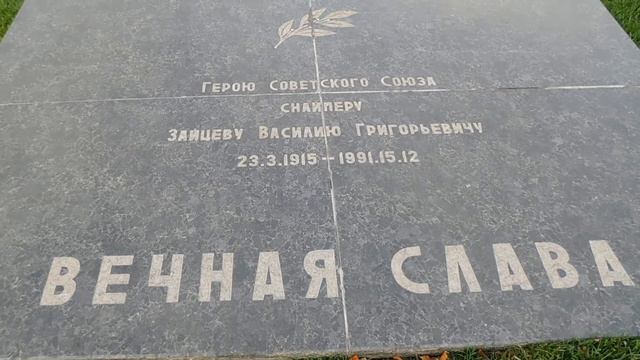 Герою Советского Союза
снайперу
Зайцеву Василию Григорьевичу
23.3.1915–1991.15.12
ВЕЧНАЯ СЛАВА